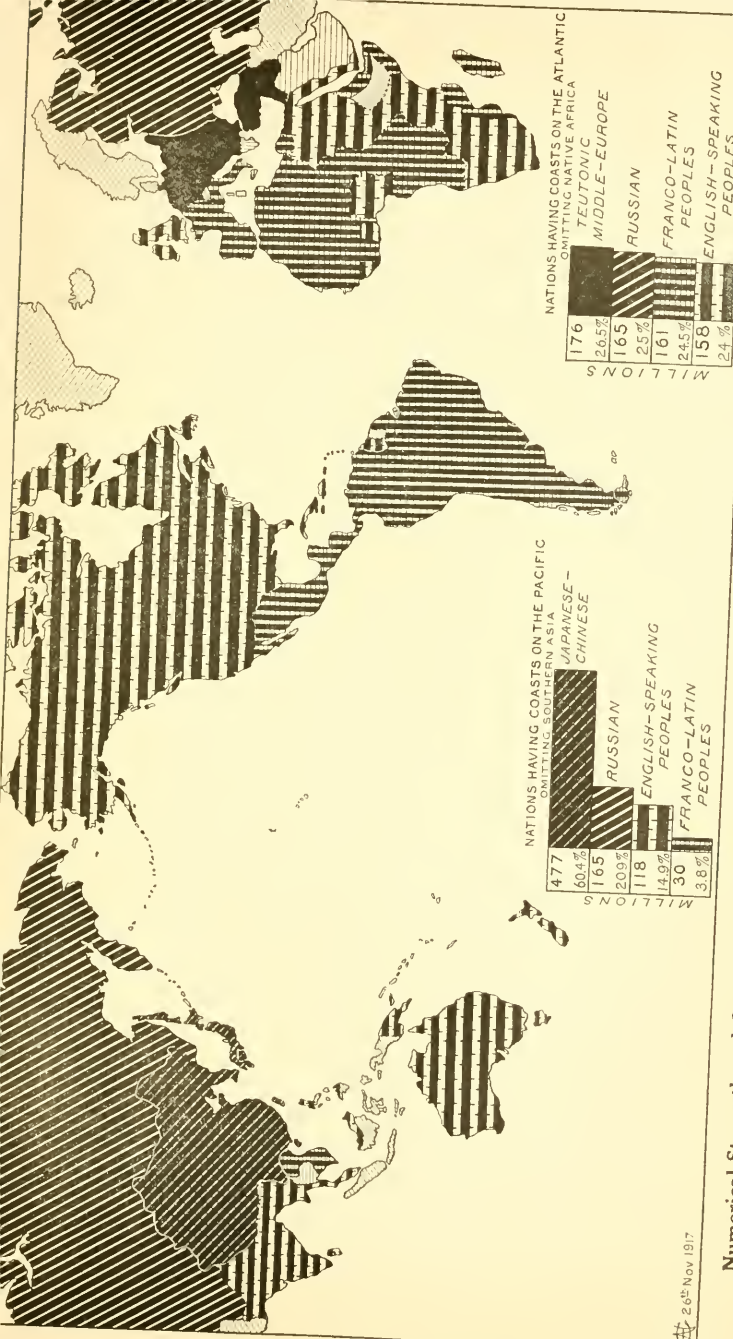 NATIONS HAVING COASTS ON THE PACIFIC
OMITTING SOUTHERN ASIA
MILLIONS
477
60.4%
JAPANESE-
CHINESE
165
209%
RUSSIAN
118
14.9%
ENGLISH-SPEAKING
PEOPLES
30
3.8%
FRANCO-LATIN
PEOPLES
NATIONS HAVING COASTS ON THE ATLANTIC
OMITTING NATIVE AFRICA
MILLIONS
176
26.5%
TEUTONIC
MIDDLE-EUROPE
165
25%
RUSSIAN
161
24.5%
FRANCO-LATIN
PEOPLES
158
24%
ENGLISH-SPEAKING
PEOPLES
26th Nov 1917
Numerical Strength and